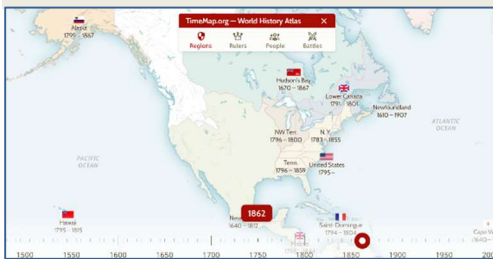 TimeMap.org — World History Atlas ×
Regions Rulers People Battles
1799 - 1867
Hudson's Bay
1670 - 1867
Lower Canada
1791 - 1801
Newfoundland
1610 - 1907
ATLANTIC
OCEAN
NW Terr.
1796 - 1800
N. Y.
1783 - 1855
Tenn.
1796 - 1859
United States
1795 -
PACIFIC
OCEAN
Hawaii
1795 - 1815
1862
Saint-Domingue
1500
1550
1600
1650
1700
1750
1800
1850
1900
1950